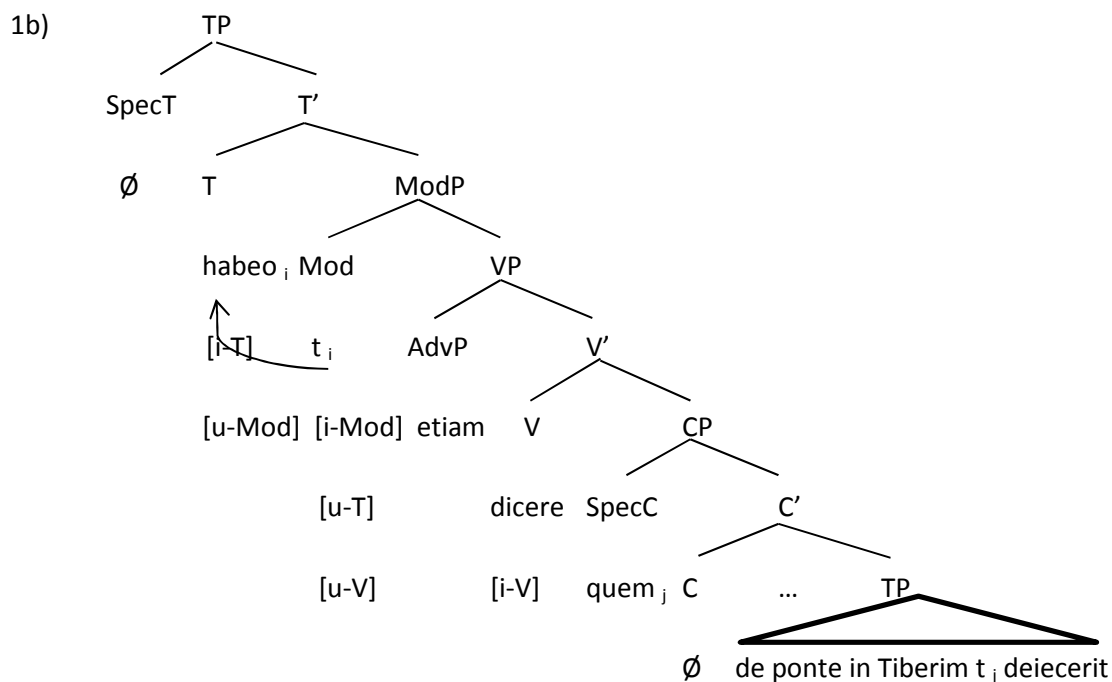 1b) TP
SpecT T’
Ø T ModP
habeo i Mod VP
[i-T] t i AdvP V’
[u-Mod] [i-Mod] etiam V CP
[u-T] dicere SpecC C’
[u-V] [i-V] quem j C ... TP
Ø de ponte in Tiberim t j deiecerit